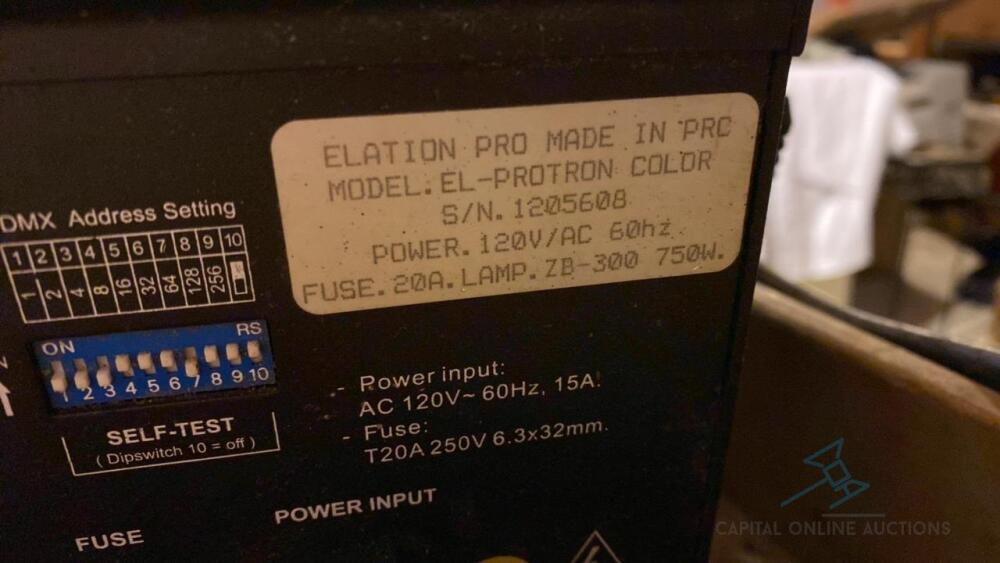 ELATION PRO MADE IN PRC
MODEL. EL-PROTRON COLOR
S/N. 1205608
POWER. 120V/AC 60hz
FUSE. 20A. LAMP. ZB-300 750W.
DMX Address Setting
1 2 3 4 5 6 7 8 9 10
1 2 4 8 16 32 64 128 256
ON RS
1 2 3 4 5 6 7 8 9 10
SELF-TEST
( Dipswitch 10 = off )
- Power input:
AC 120V~ 60Hz, 15A.
- Fuse:
T20A 250V 6.3x32mm.
FUSE
POWER INPUT
CAPITAL ONLINE AUCTIONS